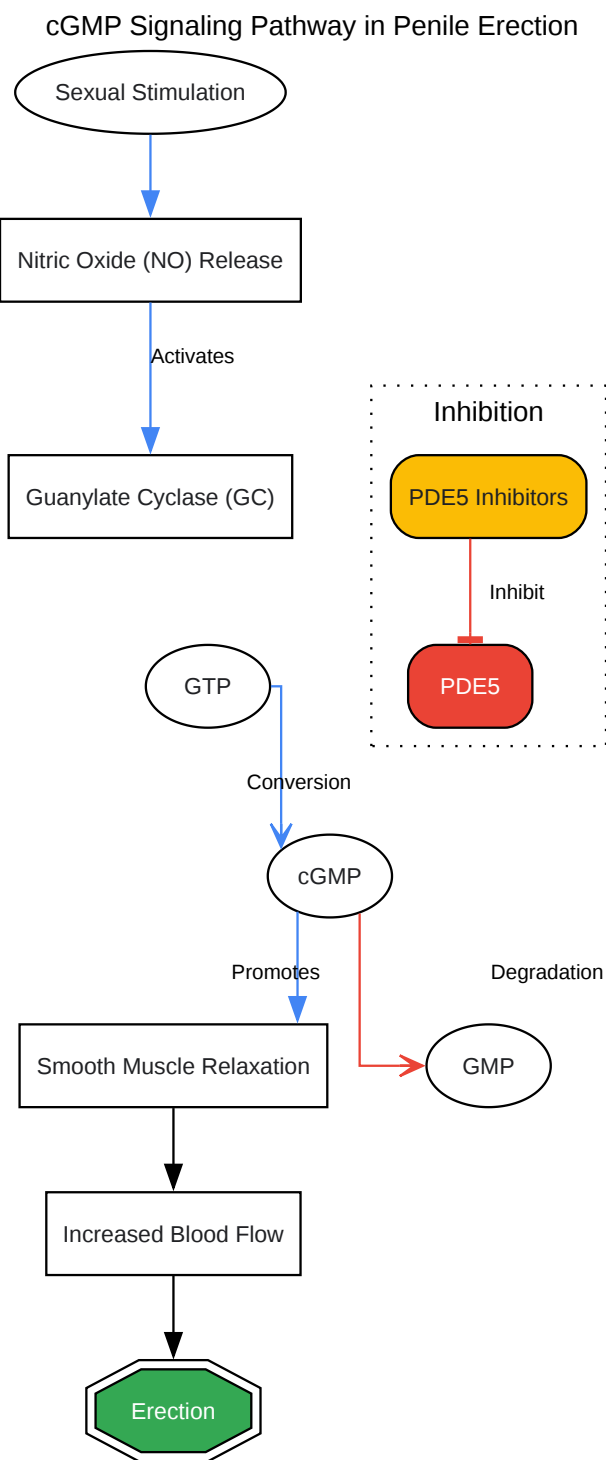 cGMP Signaling Pathway in Penile Erection
Sexual Stimulation
Nitric Oxide (NO) Release
Activates
Inhibition
Guanylate Cyclase (GC)
PDE5 Inhibitors
Inhibit
GTP
PDE5
Conversion
cGMP
Promotes
Degradation
Smooth Muscle Relaxation
GMP
Increased Blood Flow
Erection